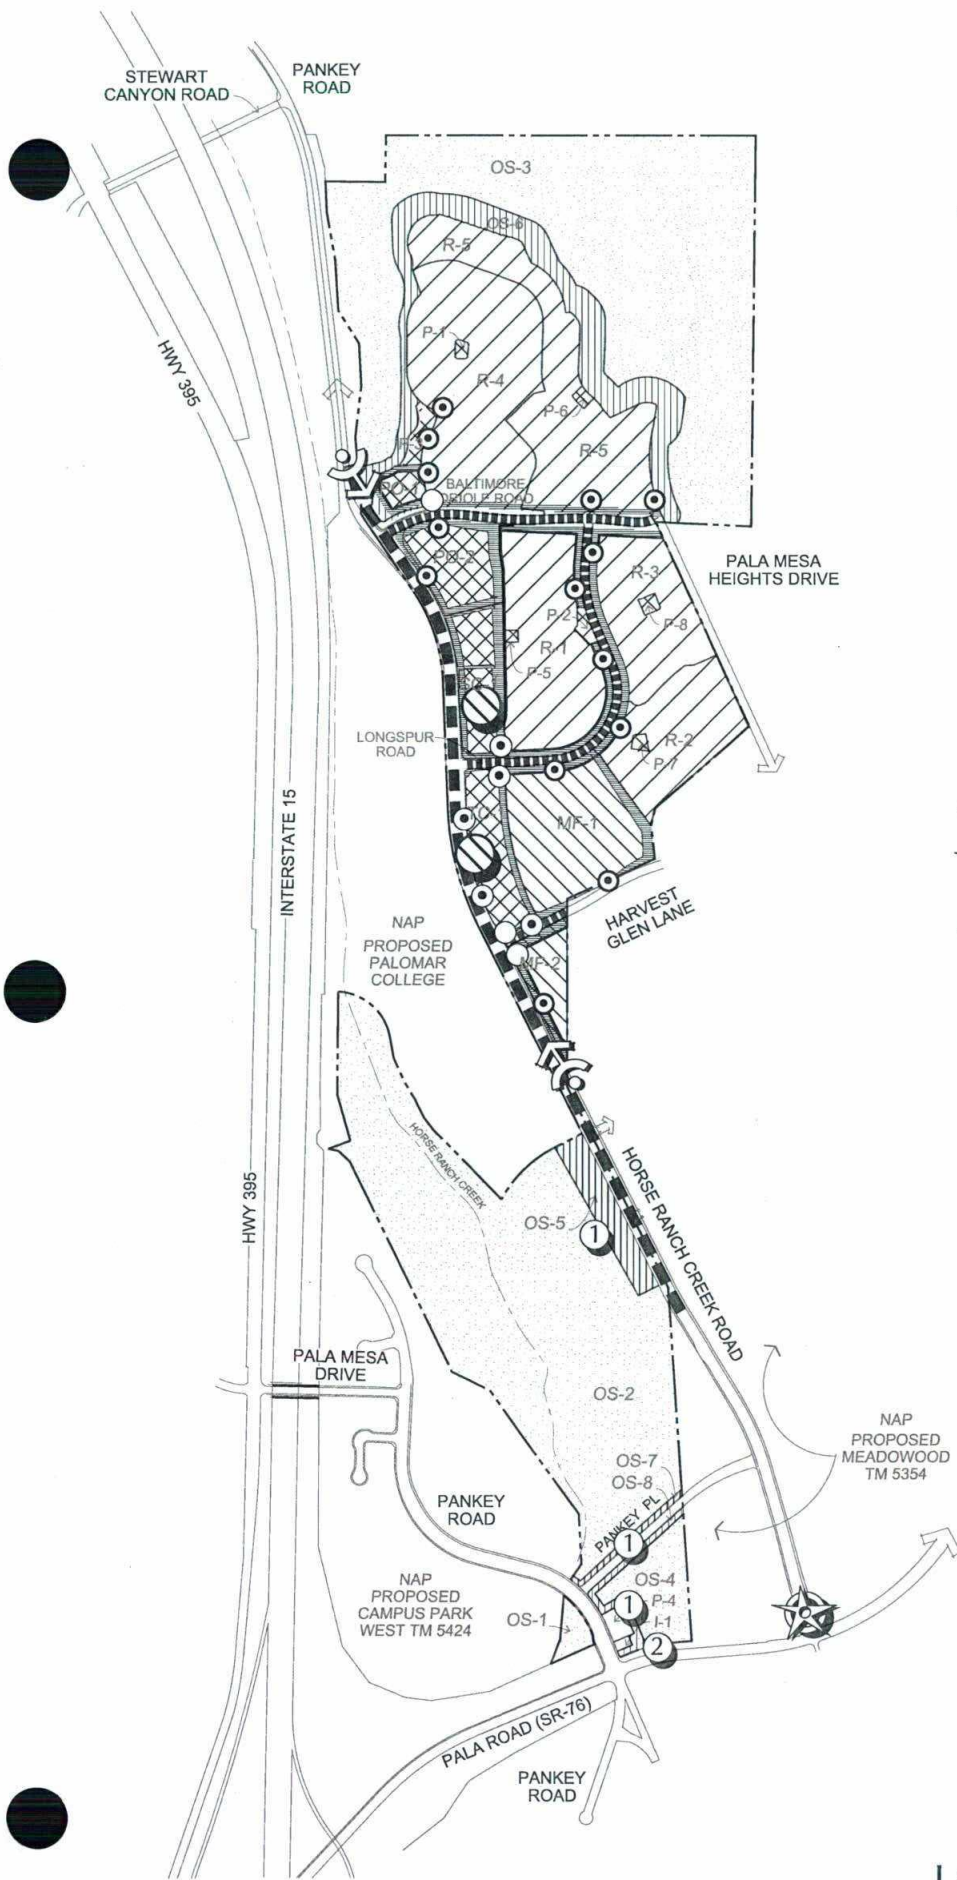 STEWART
CANYON ROAD
PANKEY
ROAD
OS-3
OS-6
R-5
HWY 395
P-1
R-4
P-6
R-5
PO-1
BALTIMORE
ORIOLE ROAD
PO-2
PALA MESA
HEIGHTS DRIVE
R-3
P-8
P-2
R-1
P-5
LONGSPUR
ROAD
R-2
P-7
INTERSTATE 15
MF-1
HARVEST
GLEN LANE
NAP
PROPOSED
PALOMAR
COLLEGE
MF-2
HORSE RANCH CREEK
HORSE RANCH CREEK ROAD
HWY 395
OS-5
1
PALA MESA
DRIVE
OS-2
NAP
PROPOSED
MEADOWOOD
TM 5354
OS-7
OS-8
PANKEY PL
PANKEY
ROAD
1
OS-4
NAP
PROPOSED
CAMPUS PARK
WEST TM 5424
OS-1
1
P-4
I-1
2
PALA ROAD (SR-76)
PANKEY
ROAD